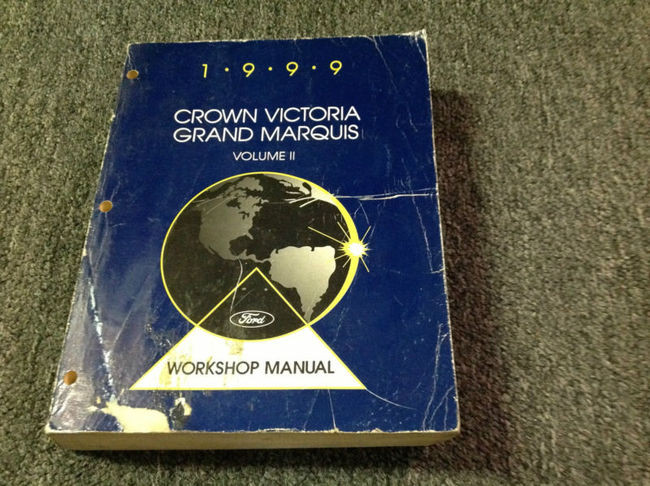 1•9•9•9
CROWN VICTORIA
GRAND MARQUIS
VOLUME II
Ford
WORKSHOP MANUAL